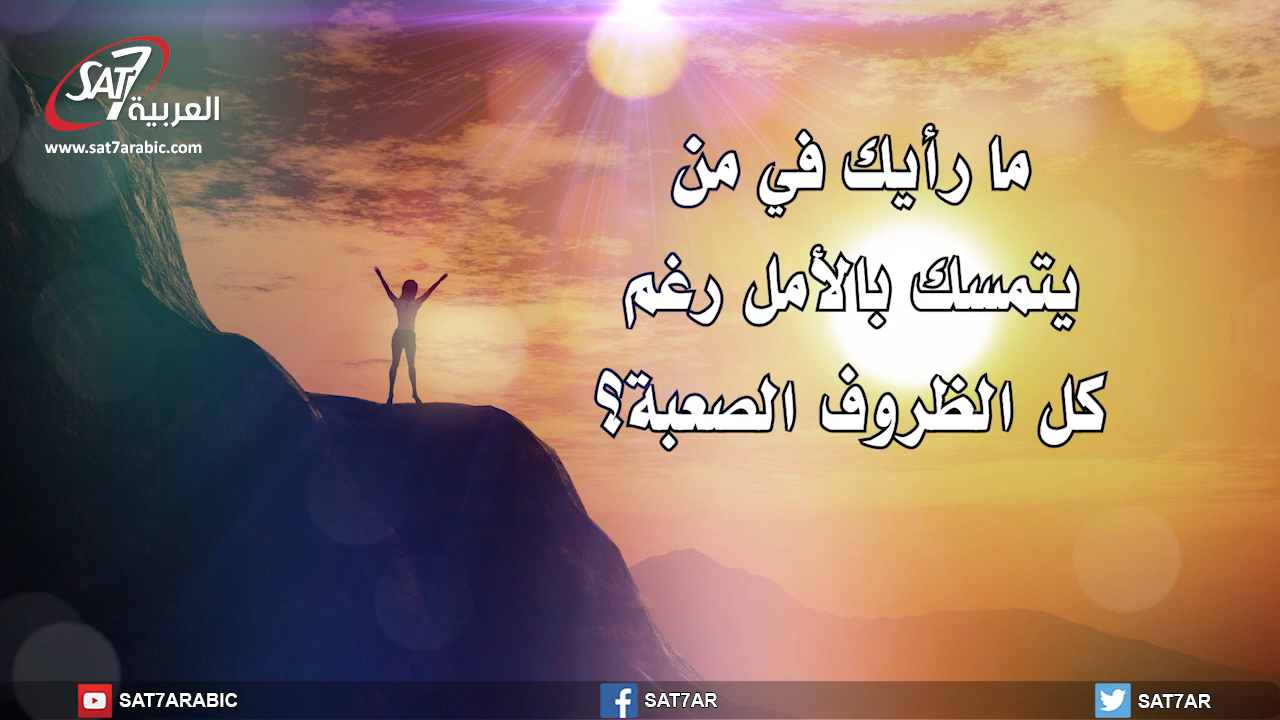 SAT7
العربية
www.sat7arabic.com
ما رأيك في من
يتمسك بالأمل رغم
كل الظروف الصعبة؟
SAT7ARABIC
SAT7AR
SAT7AR